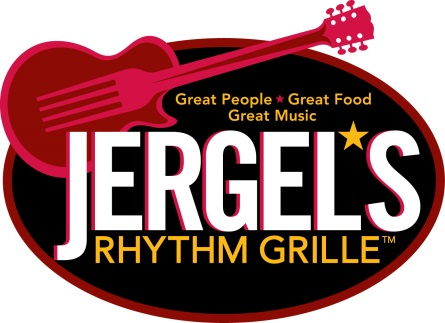 Great People ★ Great Food
Great Music
JERGEL★S
RHYTHM GRILLE™